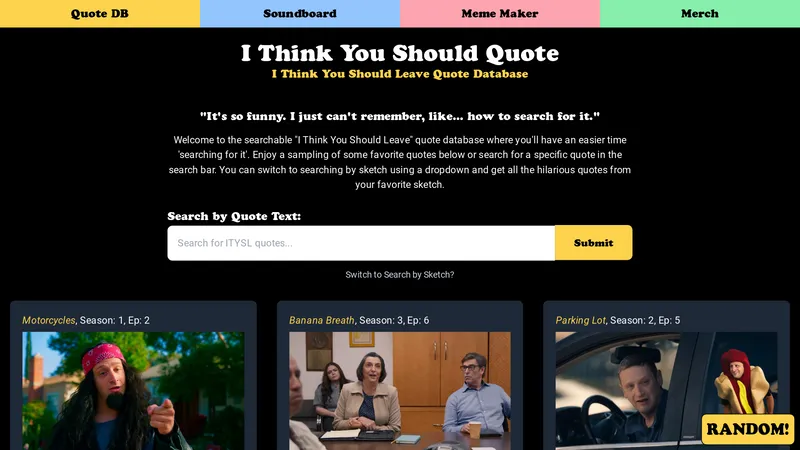 Quote DB
Soundboard
Meme Maker
Merch
I Think You Should Quote
I Think You Should Leave Quote Database
"It's so funny. I just can't remember, like... how to search for it."
Welcome to the searchable "I Think You Should Leave" quote database where you'll have an easier time
'searching for it'. Enjoy a sampling of some favorite quotes below or search for a specific quote in the
search bar. You can switch to searching by sketch using a dropdown and get all the hilarious quotes from
your favorite sketch.
Search by Quote Text:
Search for ITYSL quotes...
Submit
Switch to Search by Sketch?
Motorcycles, Season: 1, Ep: 2
Banana Breath, Season: 3, Ep: 6
Parking Lot, Season: 2, Ep: 5
RANDOM!